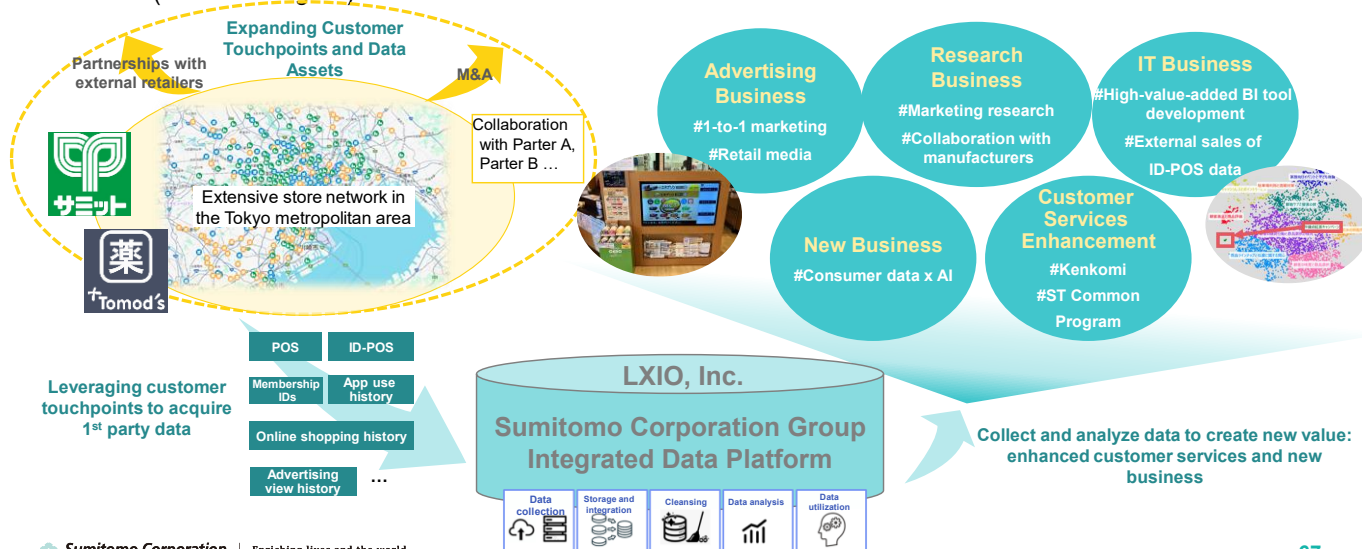 Expanding Customer
Touchpoints and Data
Assets
Partnerships with
external retailers
M&A
Collaboration
with Parter A,
Parter B …
Extensive store network in
the Tokyo metropolitan area
サミット
薬
+Tomod's
Advertising
Business
#1-to-1 marketing
#Retail media
Research
Business
#Marketing research
#Collaboration with
manufacturers
IT Business
#High-value-added BI tool
development
#External sales of
ID-POS data
New Business
#Consumer data x AI
Customer
Services
Enhancement
#Kenkomi
#ST Common
Program
Leveraging customer
touchpoints to acquire
1st party data
POS
ID-POS
Membership
IDs
App use
history
Online shopping history
Advertising
view history
…
LXIO, Inc.
Sumitomo Corporation Group
Integrated Data Platform
Data
collection
Storage and
integration
Cleansing
Data analysis
Data
utilization
Collect and analyze data to create new value:
enhanced customer services and new
business
Sumitomo Corporation | Enriching lives and the world